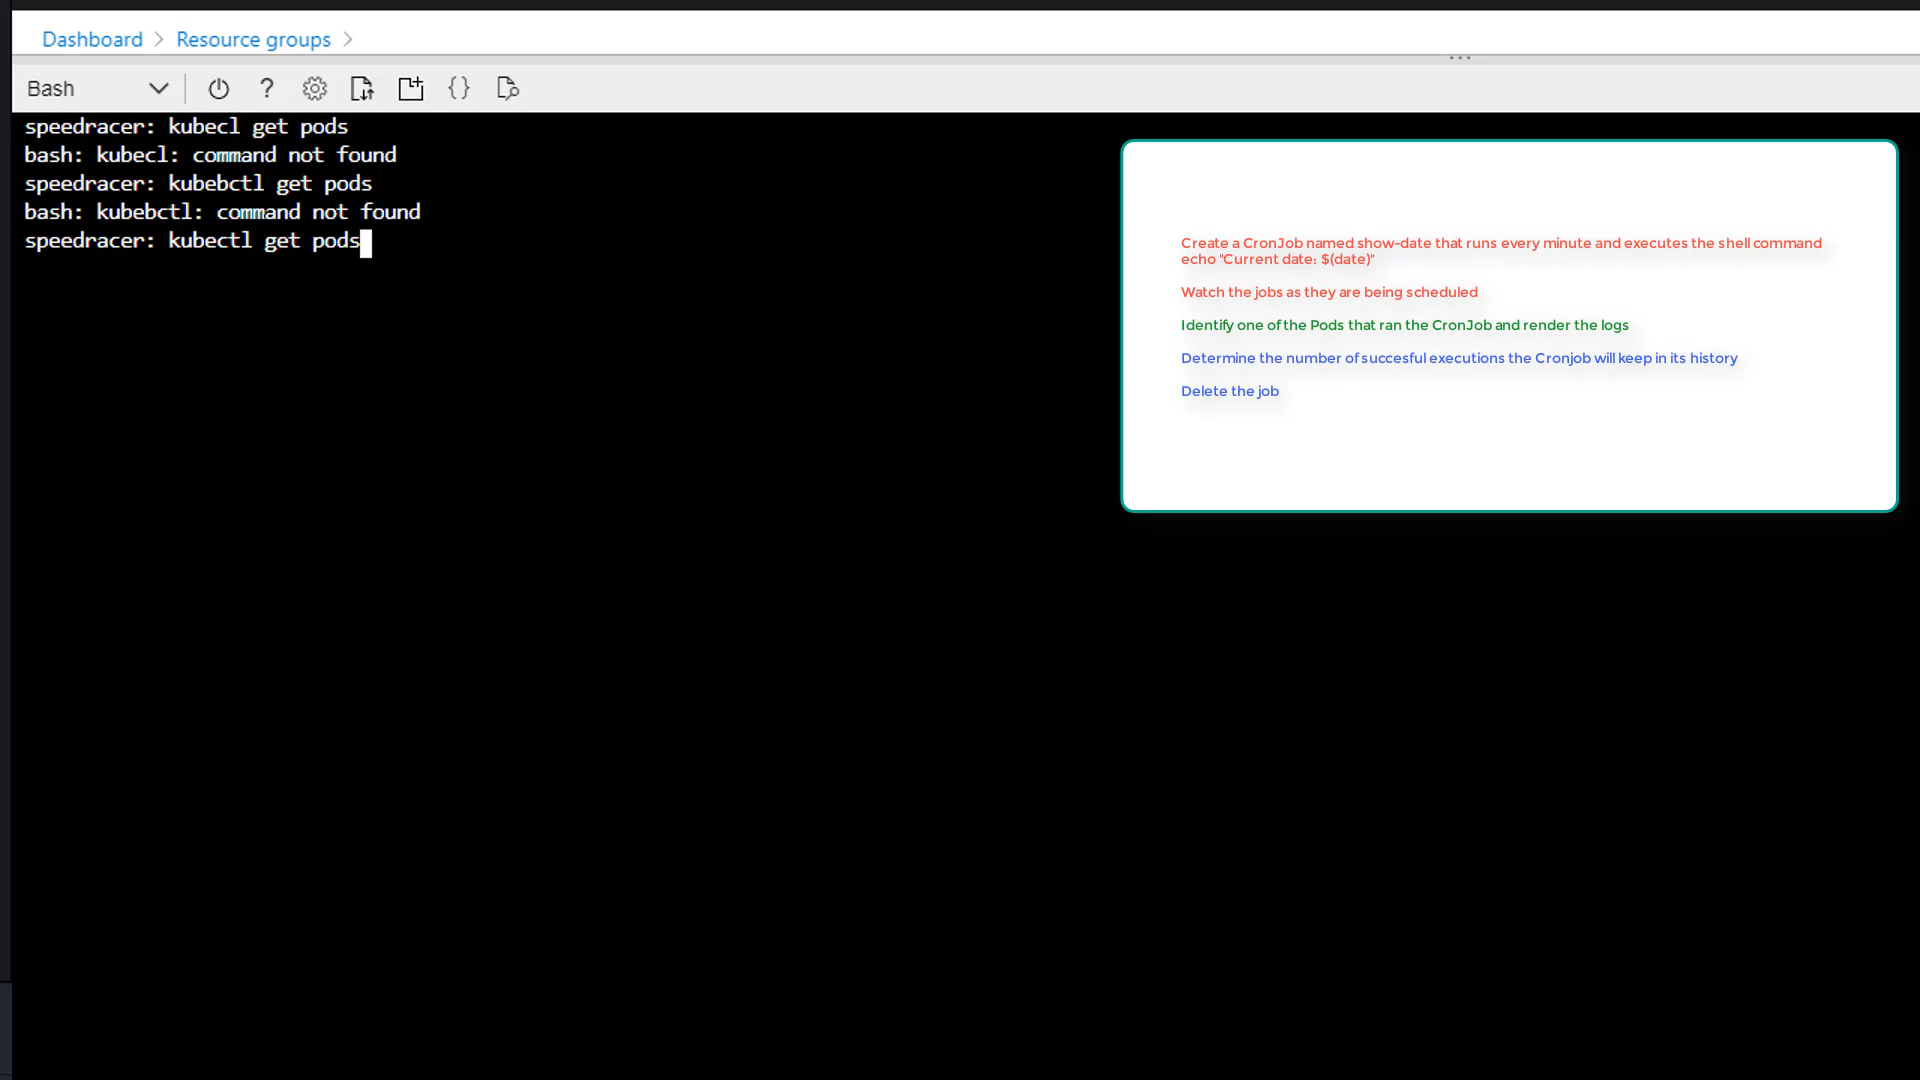 Dashboard > Resource groups >
Bash
speedracer: kubecl get pods
bash: kubecl: command not found
speedracer: kubebctl get pods
bash: kubebctl: command not found
speedracer: kubectl get pods
Create a CronJob named show-date that runs every minute and executes the shell command
echo "Current date: $(date)"
Watch the jobs as they are being scheduled
Identify one of the Pods that ran the CronJob and render the logs
Determine the number of succesful executions the Cronjob will keep in its history
Delete the job